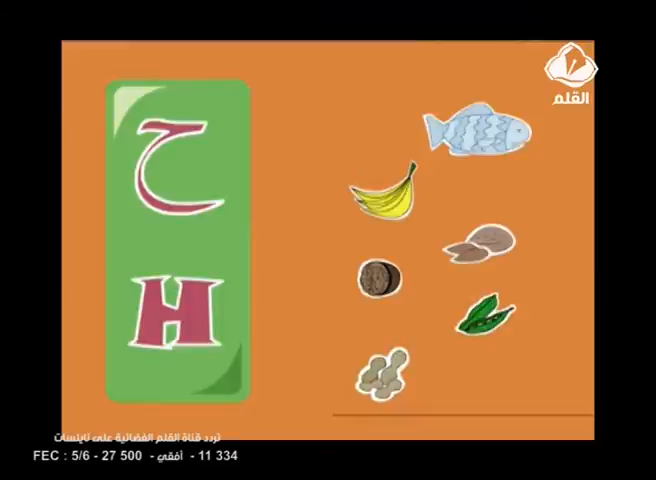 القلم
ح
H
تردد قناة القلم الفضائية على نايلسات
FEC : 5/6 - 27 500 - أفقي - 11 334